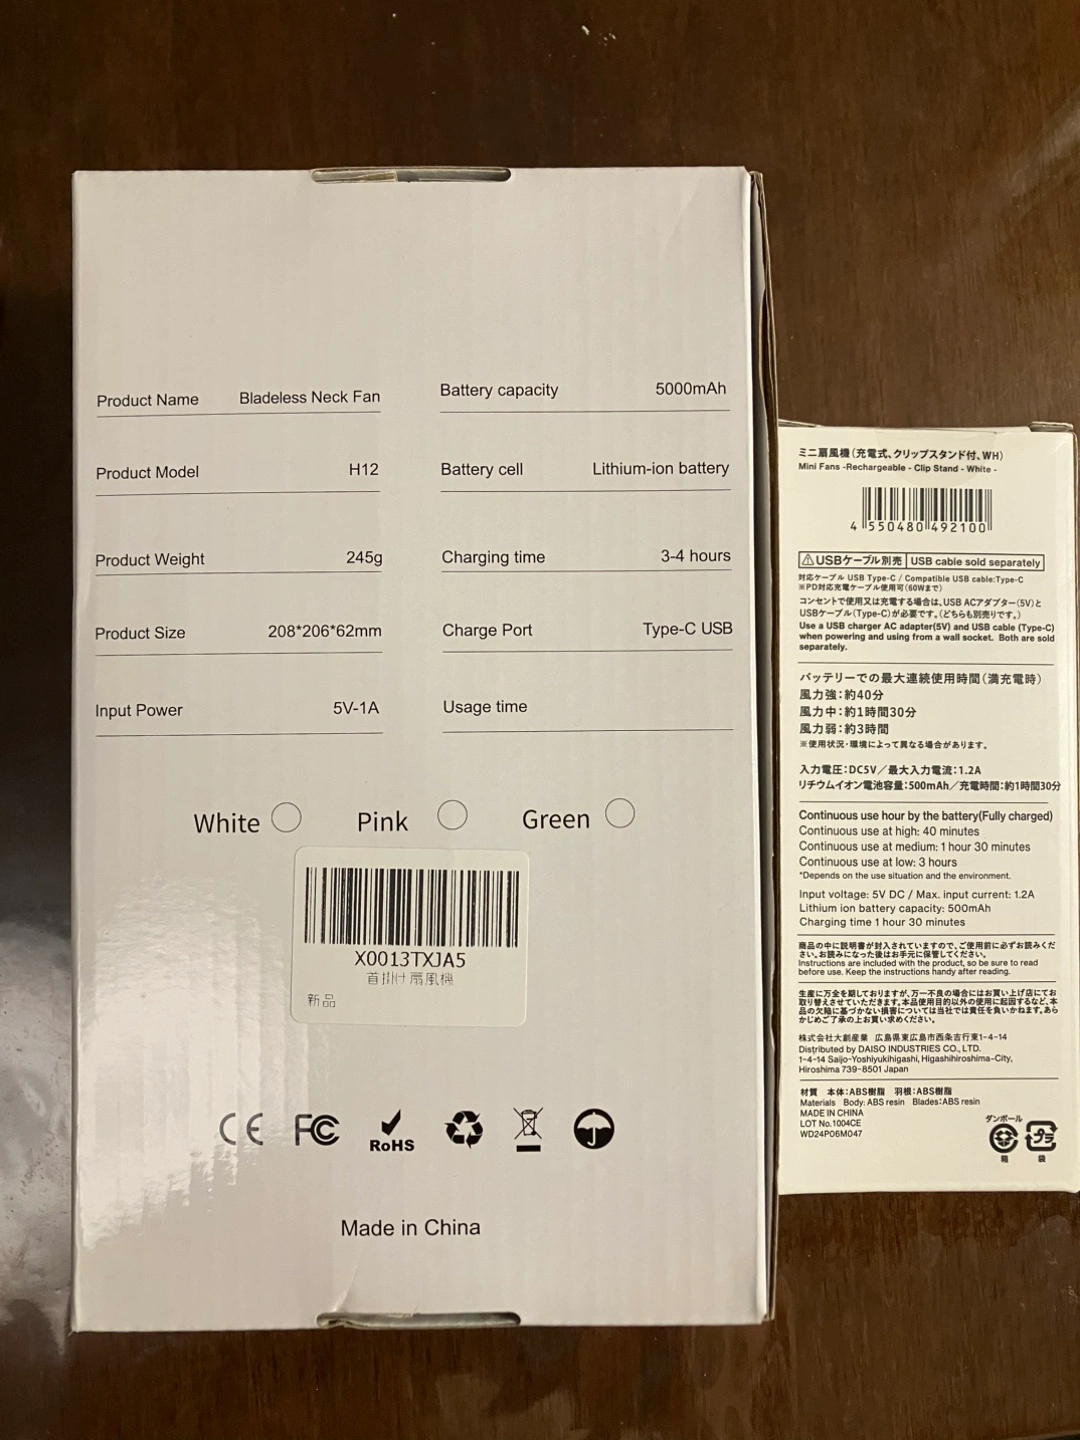 Product Name Bladeless Neck Fan
Product Model H12
Product Weight 245g
Product Size 208*206*62mm
Input Power 5V-1A
Battery capacity 5000mAh
Battery cell Lithium-ion battery
Charging time 3-4 hours
Charge Port Type-C USB
Usage time
White Pink Green
X0013TXJA5
首掛け扇風機
新品
CE FC RoHS
Made in China
ミニ扇風機(充電式、クリップスタンド付、WH)
Mini Fans -Rechargeable - Clip Stand - White -
4 550480 492100
⚠USBケーブル別売 USB cable sold separately
対応ケーブル USB Type-C / Compatible USB cable:Type-C
※PD対応充電ケーブル使用可(60Wまで)
コンセントで使用又は充電する場合は、USB ACアダプター(5V)と
USBケーブル(Type-C)が必要です。(どちらも別売りです。)
Use a USB charger AC adapter(5V) and USB cable (Type-C)
when powering and using from a wall socket. Both are sold
separately.
バッテリーでの最大連続使用時間(満充電時)
風力強:約40分
風力中:約1時間30分
風力弱:約3時間
※使用状況・環境によって異なる場合があります。
入力電圧:DC5V/最大入力電流:1.2A
リチウムイオン電池容量:500mAh/充電時間:約1時間30分
Continuous use hour by the battery(Fully charged)
Continuous use at high: 40 minutes
Continuous use at medium: 1 hour 30 minutes
Continuous use at low: 3 hours
*Depends on the use situation and the environment.
Input voltage: 5V DC / Max. input current: 1.2A
Lithium ion battery capacity: 500mAh
Charging time 1 hour 30 minutes
商品の中に説明書が封入されていますので、ご使用前に必ずお読みくだ
さい。お読みになった後はお手元に保管してください。
Instructions are included with the product, so be sure to read
before use. Keep the instructions handy after reading.
生産に万全を期しておりますが、万一不良の場合にはお買い上げ店にてお
取り替えさせていただきます。本品使用目的以外の使用に起因するなど、本
品の欠陥に基づかない損害については当社では責任を負いかねます。あら
かじめご了承の上お買い求めください。
株式会社大創産業 広島県東広島市西条吉行東1-4-14
Distributed by DAISO INDUSTRIES CO., LTD.
1-4-14 Saijo-Yoshiyukihigashi, Higashihiroshima-City,
Hiroshima 739-8501 Japan
材質 本体:ABS樹脂 羽根:ABS樹脂
Materials Body: ABS resin Blades:ABS resin
MADE IN CHINA
LOT No.1004CE
WD24P06M047
ダンボール
プラ
箱 袋